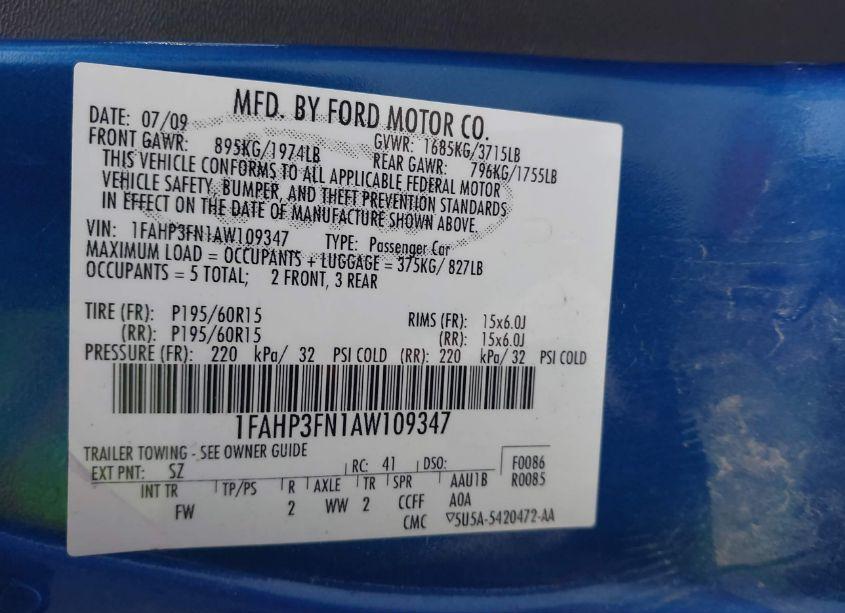 MFD. BY FORD MOTOR CO.
DATE: 07/09 GVWR: 1685KG/3715LB
FRONT GAWR: 895KG/1974LB REAR GAWR: 796KG/1755LB
THIS VEHICLE CONFORMS TO ALL APPLICABLE FEDERAL MOTOR
VEHICLE SAFETY, BUMPER, AND THEFT PREVENTION STANDARDS
IN EFFECT ON THE DATE OF MANUFACTURE SHOWN ABOVE.
VIN: 1FAHP3FN1AW109347 TYPE: Passenger Car
MAXIMUM LOAD = OCCUPANTS + LUGGAGE = 375KG/ 827LB
OCCUPANTS = 5 TOTAL; 2 FRONT, 3 REAR
TIRE (FR): P195/60R15 RIMS (FR): 15x6.0J
(RR): P195/60R15 (RR): 15x6.0J
PRESSURE (FR): 220 kPa/ 32 PSI COLD (RR): 220 kPa/ 32 PSI COLD
1FAHP3FN1AW109347
TRAILER TOWING - SEE OWNER GUIDE
EXT PNT: SZ RC: 41 DSO: F0086
INT TR TP/PS R AXLE TR SPR AAU1B R0085
FW 2 WW 2 CCFF AOA
CMC ▽5U5A-5420472-AA